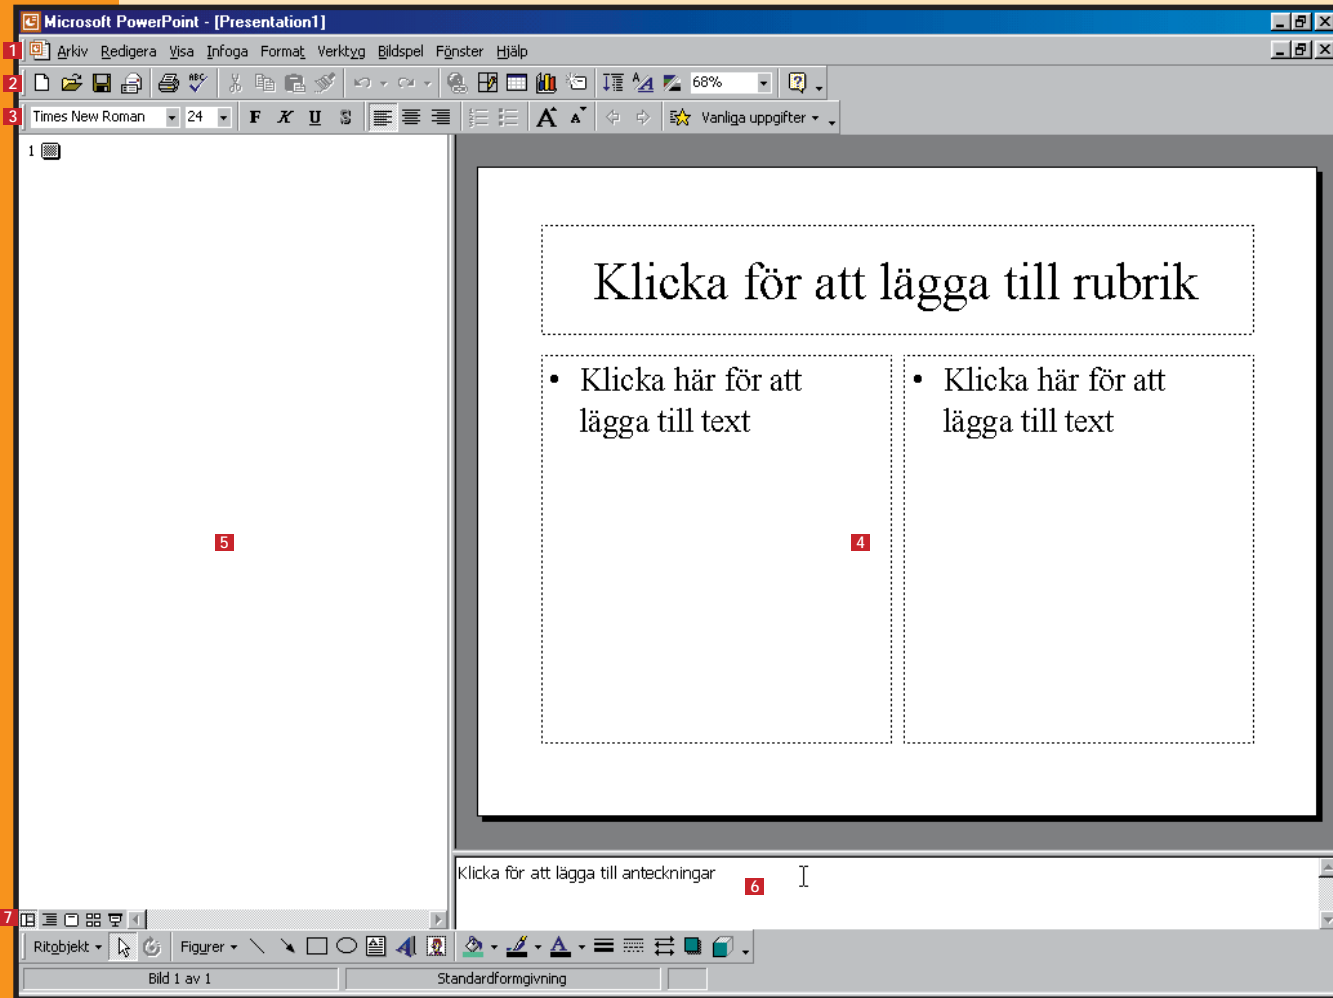 Microsoft PowerPoint - [Presentation1]
1 Arkiv Redigera Visa Infoga Format Verktyg Bildspel Fönster Hjälp
2 ABC A 68% ?
3 Times New Roman 24 F K U S A A Vanliga uppgifter
1
Klicka för att lägga till rubrik
• Klicka här för att
lägga till text
• Klicka här för att
lägga till text
5
4
Klicka för att lägga till anteckningar
6
7
Ritobjekt Figurer A A A
Bild 1 av 1 Standardformgivning